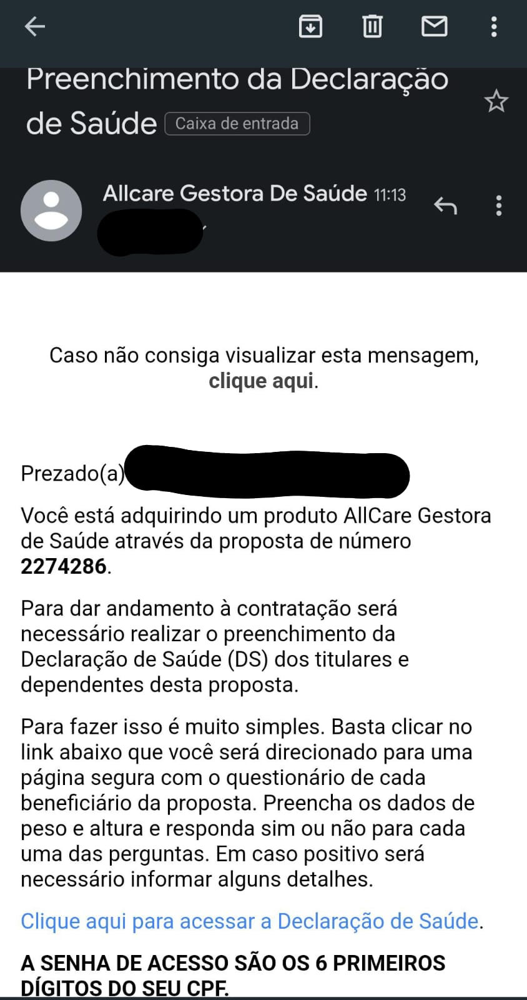 Preenchimento da Declaração
de Saúde Caixa de entrada
Allcare Gestora De Saúde 11:13
Caso não consiga visualizar esta mensagem,
clique aqui.
Prezado(a)
Você está adquirindo um produto AllCare Gestora
de Saúde através da proposta de número
2274286.
Para dar andamento à contratação será
necessário realizar o preenchimento da
Declaração de Saúde (DS) dos titulares e
dependentes desta proposta.
Para fazer isso é muito simples. Basta clicar no
link abaixo que você será direcionado para uma
página segura com o questionário de cada
beneficiário da proposta. Preencha os dados de
peso e altura e responda sim ou não para cada
uma das perguntas. Em caso positivo será
necessário informar alguns detalhes.
Clique aqui para acessar a Declaração de Saúde.
A SENHA DE ACESSO SÃO OS 6 PRIMEIROS
DÍGITOS DO SEU CPF.